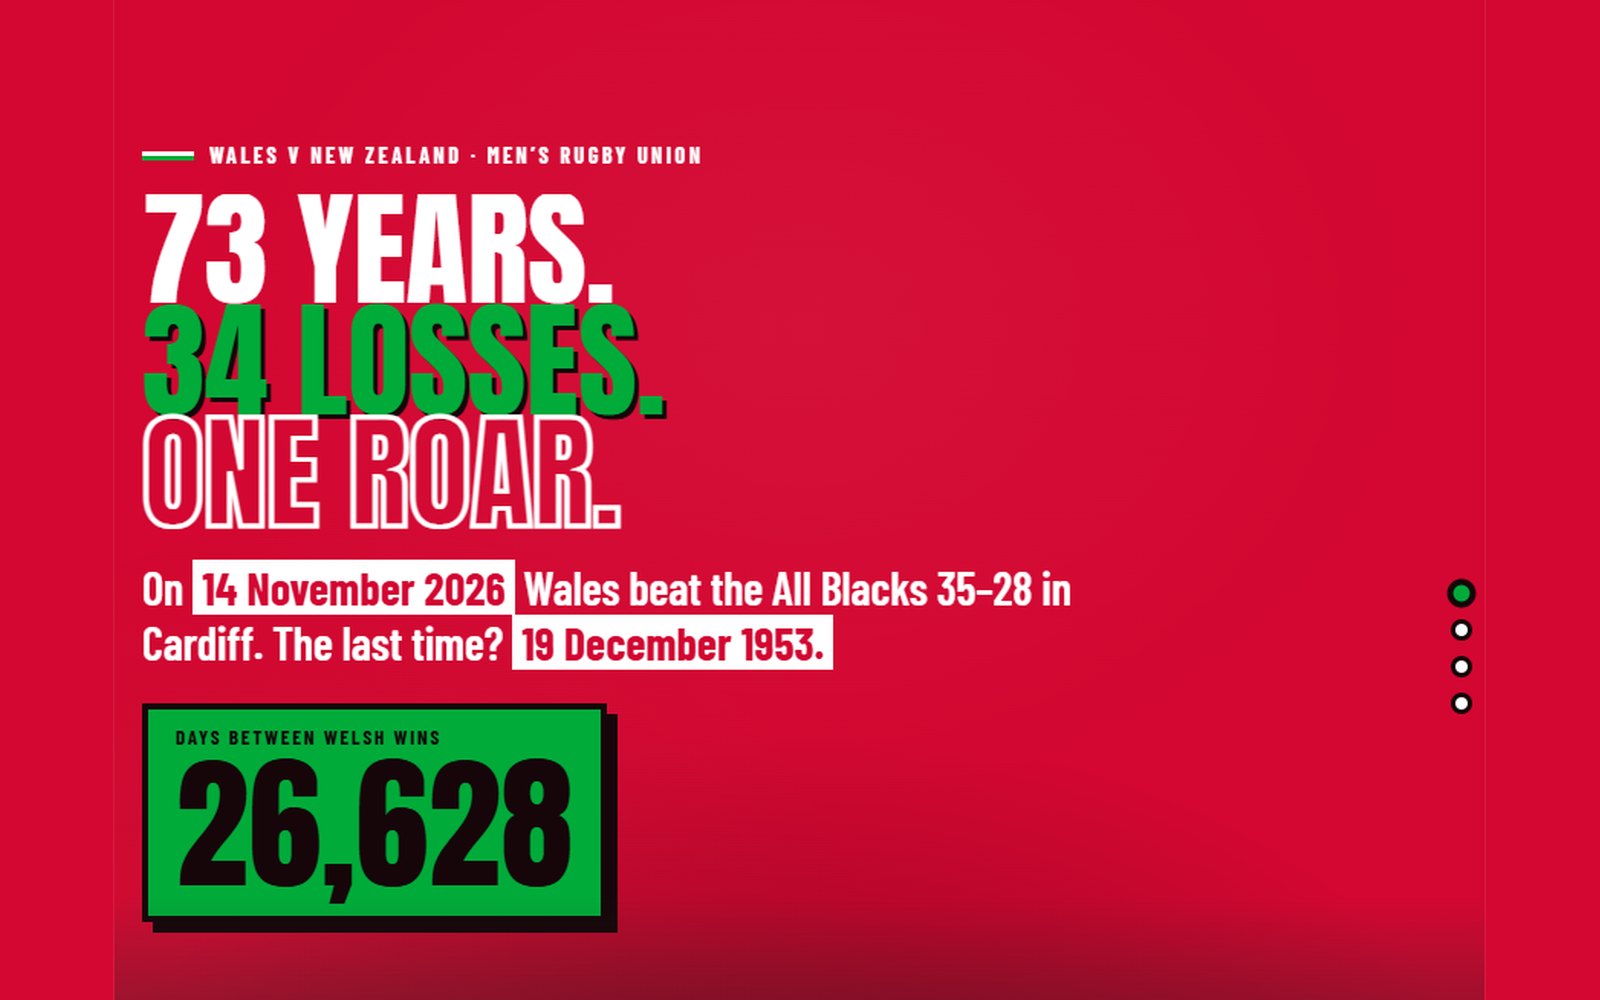 WALES V NEW ZEALAND · MEN'S RUGBY UNION
73 YEARS.
34 LOSSES.
ONE ROAR.
On 14 November 2026 Wales beat the All Blacks 35–28 in
Cardiff. The last time? 19 December 1953.
DAYS BETWEEN WELSH WINS
26,628